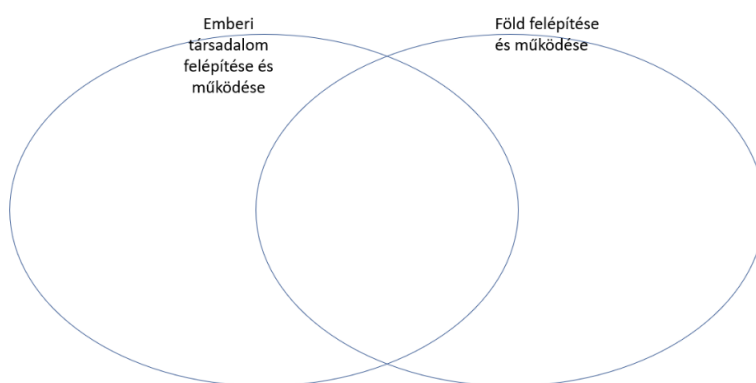 Emberi
társadalom
felépítése és
működése
Föld felépítése
és működése